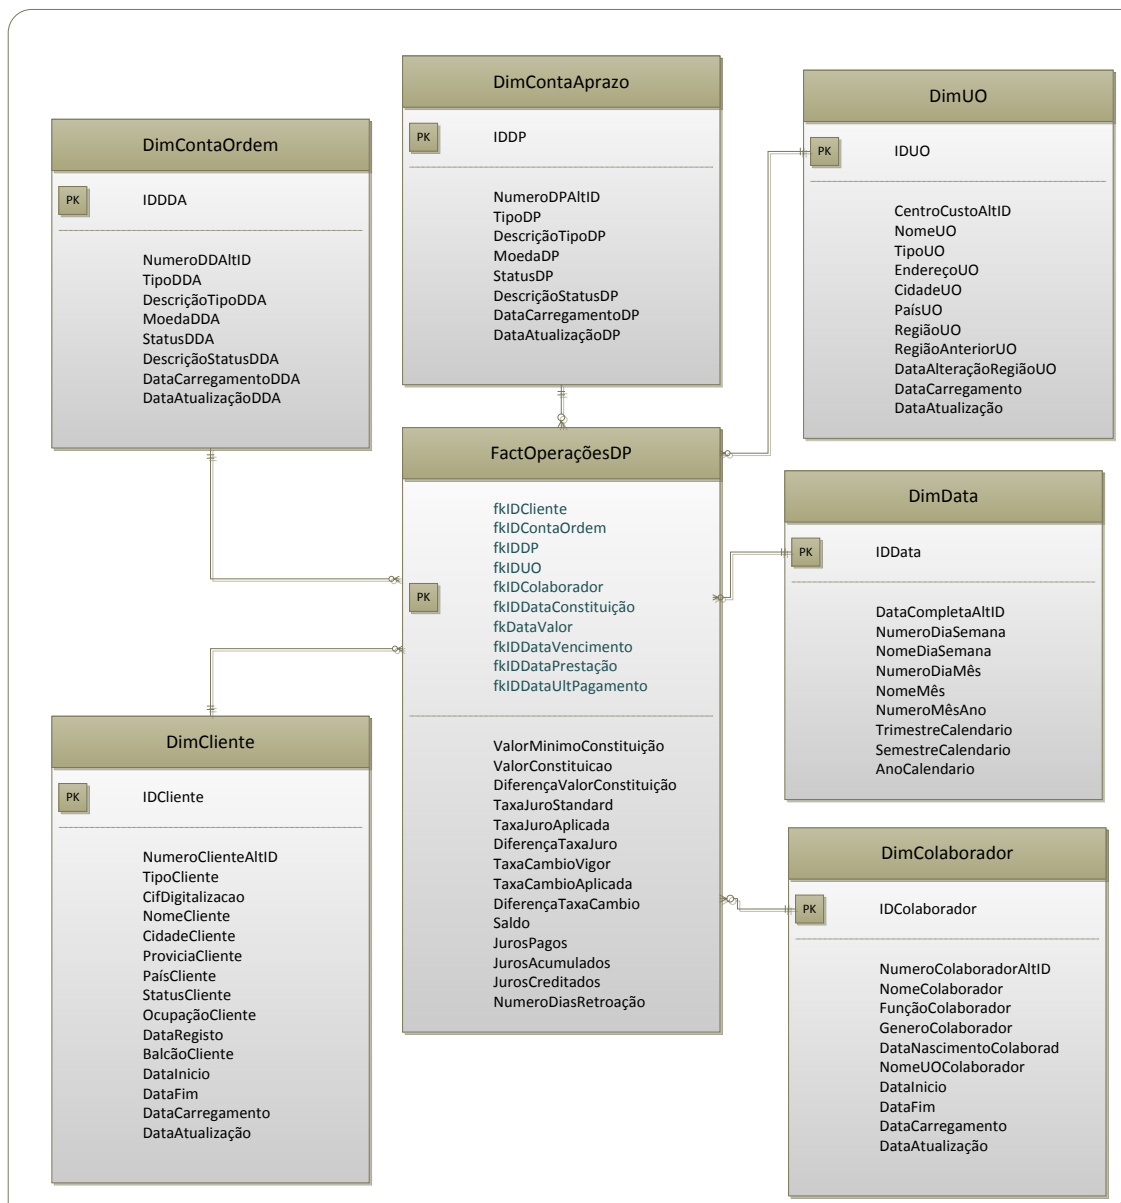 DimContaOrdem
PK
IDDDA
NumeroDDAltID
TipoDDA
DescriçãoTipoDDA
MoedaDDA
StatusDDA
DescriçãoStatusDDA
DataCarregamentoDDA
DataAtualizaçãoDDA
DimContaAprazo
PK
IDDP
NumeroDPAltID
TipoDP
DescriçãoTipoDP
MoedaDP
StatusDP
DescriçãoStatusDP
DataCarregamentoDP
DataAtualizaçãoDP
DimUO
PK
IDUO
CentroCustoAltID
NomeUO
TipoUO
EndereçoUO
CidadeUO
PaísUO
RegiãoUO
RegiãoAnteriorUO
DataAlteraçãoRegiãoUO
DataCarregamento
DataAtualização
FactOperaçõesDP
PK
fkIDCliente
fkIDContaOrdem
fkIDDP
fkIDUO
fkIDColaborador
fkIDDataConstituição
fkDataValor
fkIDDataVencimento
fkIDDataPrestação
fkIDDataUltPagamento
ValorMinimoConstituição
ValorConstituicao
DiferençaValorConstituição
TaxaJuroStandard
TaxaJuroAplicada
DiferençaTaxaJuro
TaxaCambioVigor
TaxaCambioAplicada
DiferençaTaxaCambio
Saldo
JurosPagos
JurosAcumulados
JurosCreditados
NumeroDiasRetroação
DimData
PK
IDData
DataCompletaAltID
NumeroDiaSemana
NomeDiaSemana
NumeroDiaMês
NomeMês
NumeroMêsAno
TrimestreCalendario
SemestreCalendario
AnoCalendario
DimCliente
PK
IDCliente
NumeroClienteAltID
TipoCliente
CifDigitalizacao
NomeCliente
CidadeCliente
ProviciaCliente
PaísCliente
StatusCliente
OcupaçãoCliente
DataRegisto
BalcãoCliente
DataInicio
DataFim
DataCarregamento
DataAtualização
DimColaborador
PK
IDColaborador
NumeroColaboradorAltID
NomeColaborador
FunçãoColaborador
GeneroColaborador
DataNascimentoColaborad
NomeUOColaborador
DataInicio
DataFim
DataCarregamento
DataAtualização